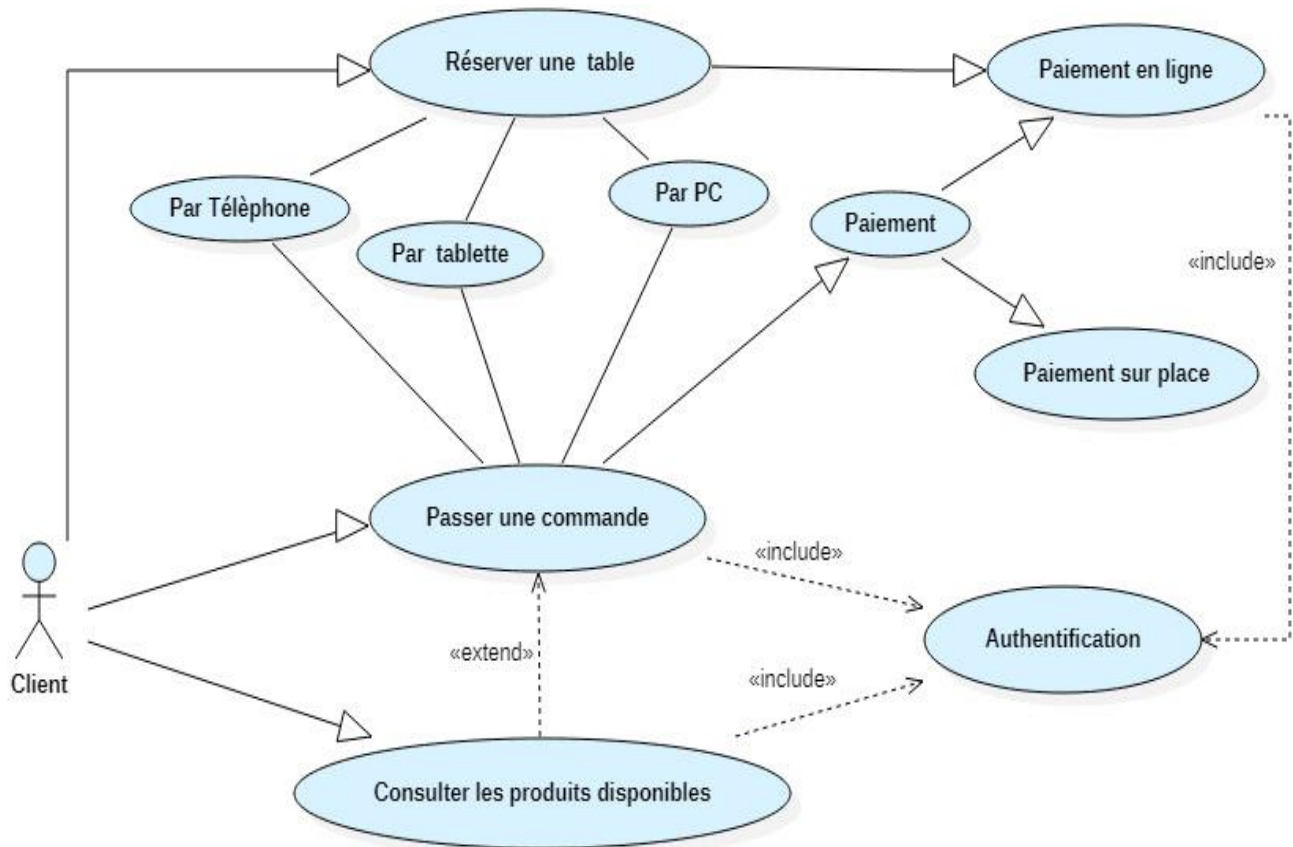 Réserver une table
Paiement en ligne
Par Télèphone
Par tablette
Par PC
Paiement
«include»
Paiement sur place
Passer une commande
«include»
Authentification
«extend»
«include»
Client
Consulter les produits disponibles